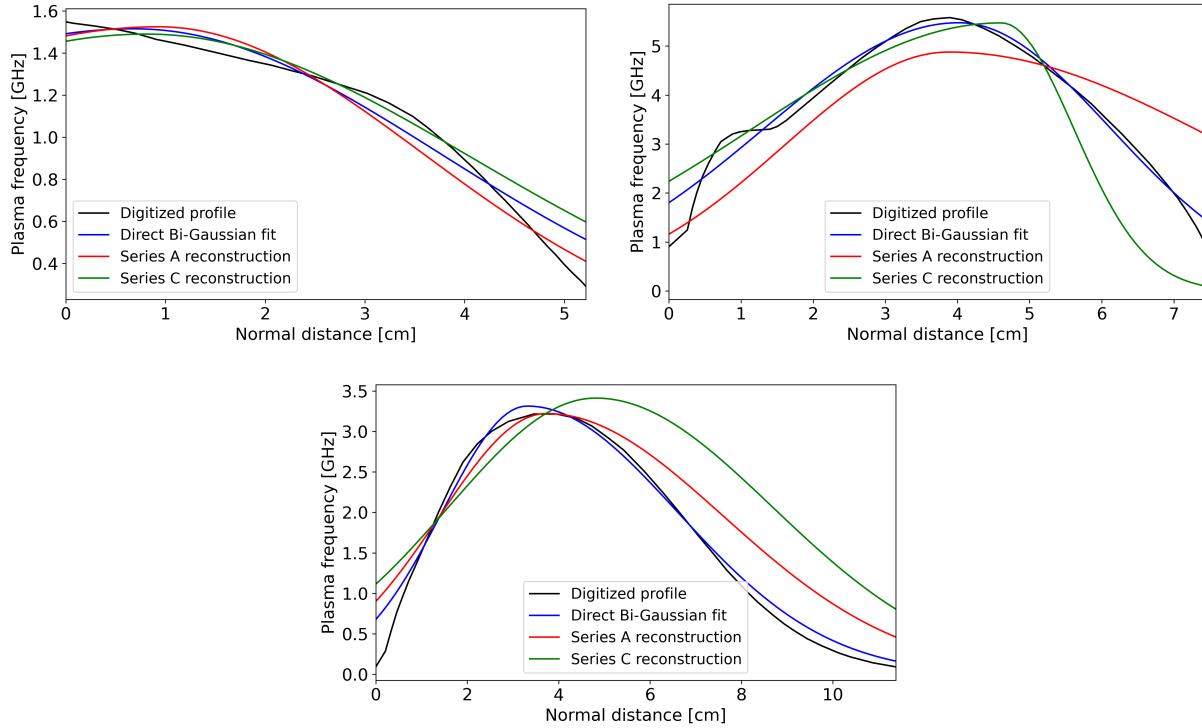 Plasma frequency [GHz]
1.6
1.4
1.2
1.0
0.8
0.6
0.4
Digitized profile
Direct Bi-Gaussian fit
Series A reconstruction
Series C reconstruction
0 1 2 3 4 5
Normal distance [cm]
Plasma frequency [GHz]
5
4
3
2
1
0
Digitized profile
Direct Bi-Gaussian fit
Series A reconstruction
Series C reconstruction
0 1 2 3 4 5 6 7
Normal distance [cm]
Plasma frequency [GHz]
3.5
3.0
2.5
2.0
1.5
1.0
0.5
0.0
Digitized profile
Direct Bi-Gaussian fit
Series A reconstruction
Series C reconstruction
0 2 4 6 8 10
Normal distance [cm]